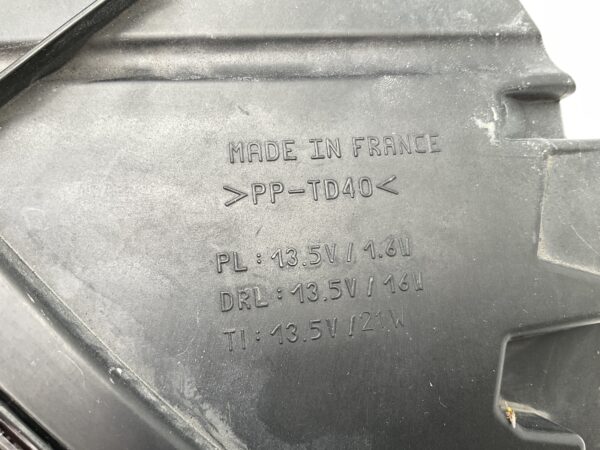 MADE IN FRANCE
>PP-TD40<
PL: 13.5V / 1.6W
DRL: 13.5V / 16W
TI: 13.5V / 21W